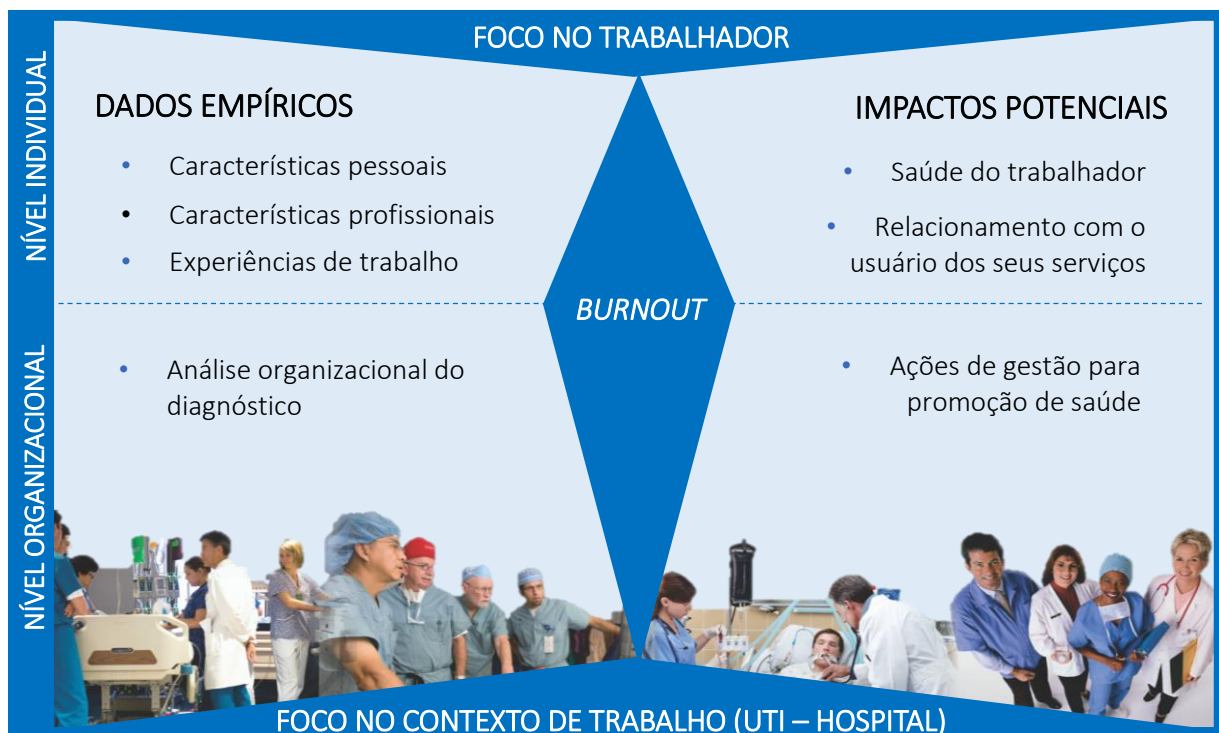 FOCO NO TRABALHADOR
NÍVEL INDIVIDUAL
DADOS EMPÍRICOS
• Características pessoais
• Características profissionais
• Experiências de trabalho
IMPACTOS POTENCIAIS
• Saúde do trabalhador
• Relacionamento com o
usuário dos seus serviços
BURNOUT
NÍVEL ORGANIZACIONAL
• Análise organizacional do
diagnóstico
• Ações de gestão para
promoção de saúde
FOCO NO CONTEXTO DE TRABALHO (UTI – HOSPITAL)